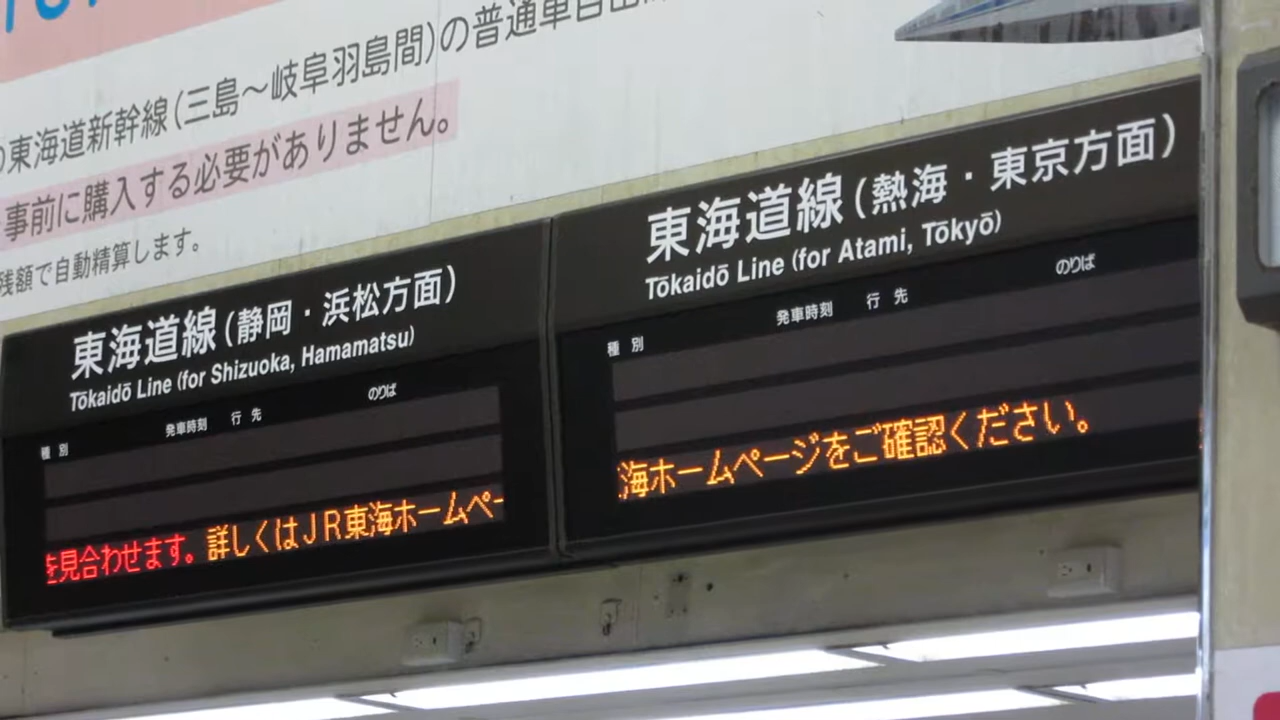 東海道新幹線(三島〜岐阜羽島間)の普通車自由
事前に購入する必要がありません。
残額で自動精算します。
東海道線(静岡・浜松方面)
Tōkaidō Line (for Shizuoka, Hamamatsu)
種別 発車時刻 行先 のりば
を見合わせます。詳しくはJR東海ホームペー
東海道線(熱海・東京方面)
Tōkaidō Line (for Atami, Tōkyō)
種別 発車時刻 行先 のりば
海ホームページをご確認ください。